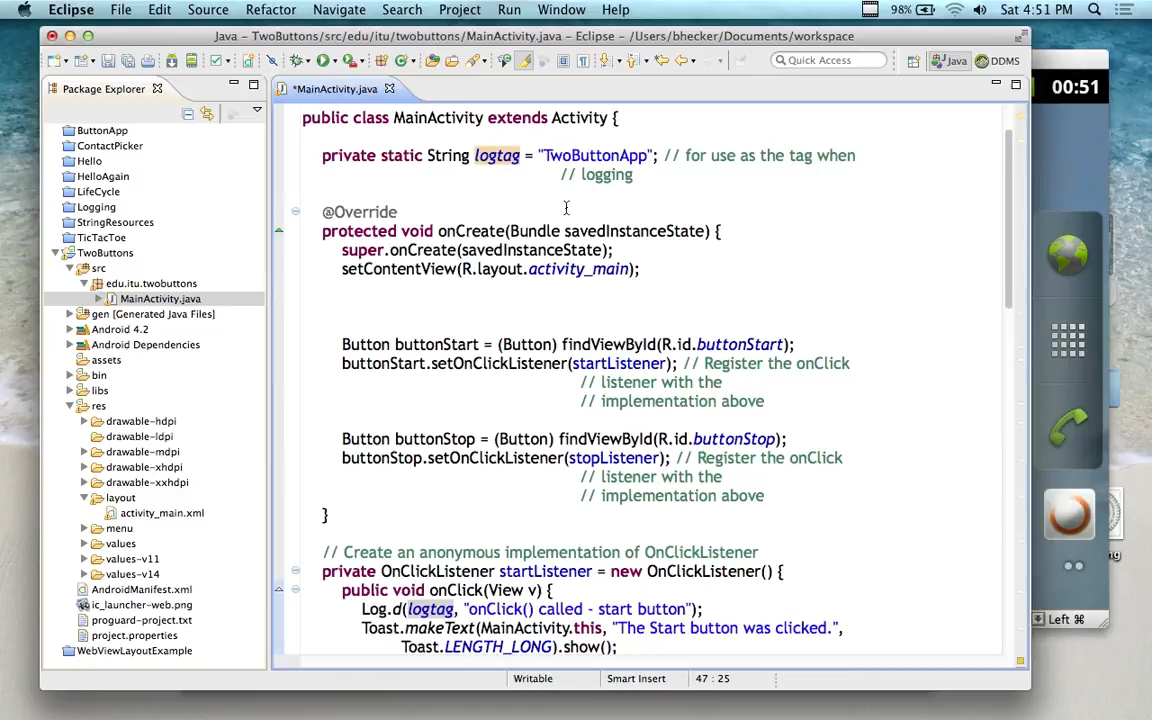 Eclipse File Edit Source Refactor Navigate Search Project Run Window Help 98% Sat 4:51 PM
Java – TwoButtons/src/edu/itu/twobuttons/MainActivity.java – Eclipse – /Users/bhecker/Documents/workspace
Quick Access Java DDMS
Package Explorer
ButtonApp
ContactPicker
Hello
HelloAgain
LifeCycle
Logging
StringResources
TicTacToe
TwoButtons
src
edu.itu.twobuttons
MainActivity.java
gen [Generated Java Files]
Android 4.2
Android Dependencies
assets
bin
libs
res
drawable-hdpi
drawable-ldpi
drawable-mdpi
drawable-xhdpi
drawable-xxhdpi
layout
activity_main.xml
menu
values
values-v11
values-v14
AndroidManifest.xml
ic_launcher-web.png
proguard-project.txt
project.properties
WebViewLayoutExample
*MainActivity.java
public class MainActivity extends Activity {
private static String logtag = "TwoButtonApp"; // for use as the tag when
// logging
@Override
protected void onCreate(Bundle savedInstanceState) {
super.onCreate(savedInstanceState);
setContentView(R.layout.activity_main);
Button buttonStart = (Button) findViewById(R.id.buttonStart);
buttonStart.setOnClickListener(startListener); // Register the onClick
// listener with the
// implementation above
Button buttonStop = (Button) findViewById(R.id.buttonStop);
buttonStop.setOnClickListener(stopListener); // Register the onClick
// listener with the
// implementation above
}
// Create an anonymous implementation of OnClickListener
private OnClickListener startListener = new OnClickListener() {
public void onClick(View v) {
Log.d(logtag, "onClick() called - start button");
Toast.makeText(MainActivity.this, "The Start button was clicked.",
Toast.LENGTH_LONG).show();
Writable Smart Insert 47 : 25
00:51
ng
Left ⌘